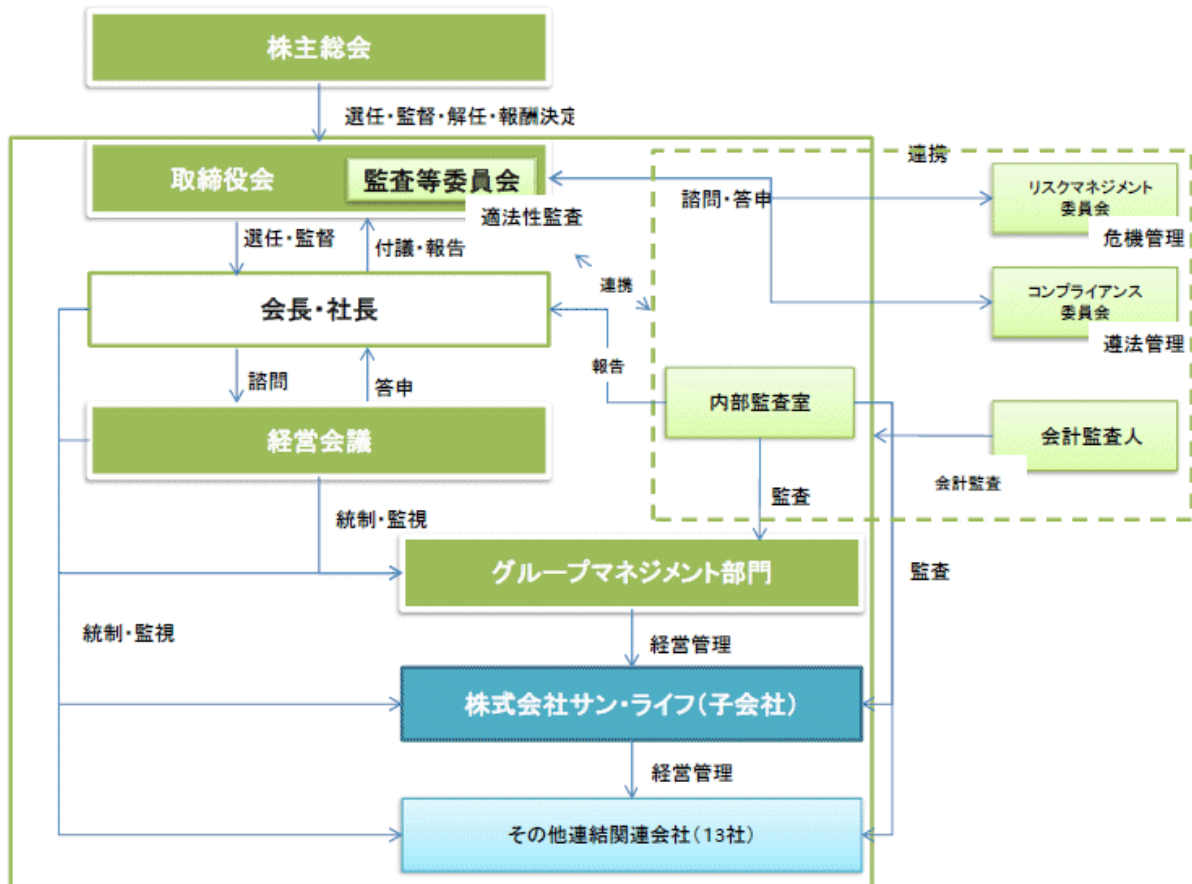 株主総会
選任・監督・解任・報酬決定
取締役会
監査等委員会
適法性監査
連携
諮問・答申
リスクマネジメント
委員会
危機管理
選任・監督
付議・報告
連携
コンプライアンス
委員会
遵法管理
会長・社長
諮問
答申
報告
内部監査室
会計監査人
会計監査
経営会議
監査
統制・監視
グループマネジメント部門
監査
統制・監視
経営管理
株式会社サン・ライフ(子会社)
経営管理
その他連結関連会社(13社)